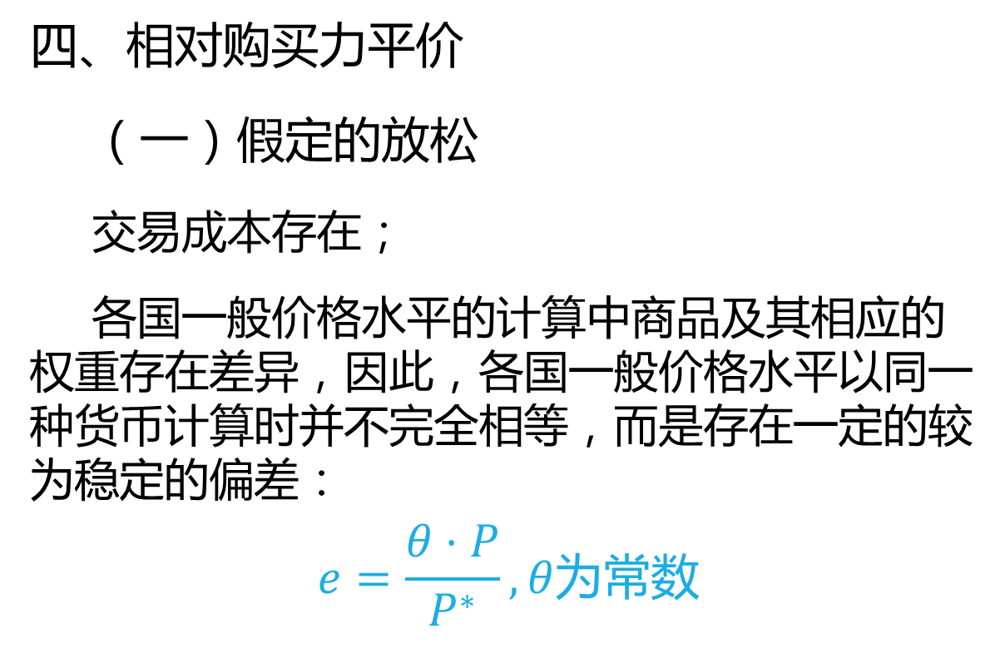 四、相对购买力平价
（一）假定的放松
交易成本存在；
各国一般价格水平的计算中商品及其相应的
权重存在差异，因此，各国一般价格水平以同一
种货币计算时并不完全相等，而是存在一定的较
为稳定的偏差：
e = θ · P / P* , θ为常数